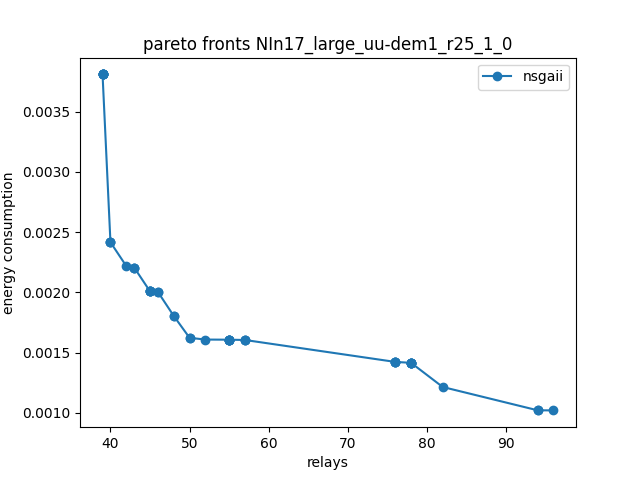 pareto fronts NIn17_large_uu-dem1_r25_1_0
nsgaii
energy consumption
0.0035
0.0030
0.0025
0.0020
0.0015
0.0010
40 50 60 70 80 90
relays